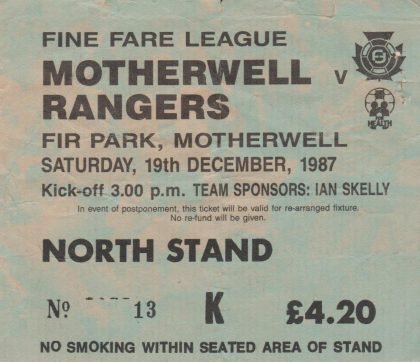 FINE FARE LEAGUE
MOTHERWELL v
RANGERS
FIR PARK, MOTHERWELL
SATURDAY, 19th DECEMBER, 1987
Kick-off 3.00 p.m. TEAM SPONSORS: IAN SKELLY
In event of postponement, this ticket will be valid for re-arranged fixture.
No re-fund will be given.
NORTH STAND
Nº 13 K £4.20
NO SMOKING WITHIN SEATED AREA OF STAND